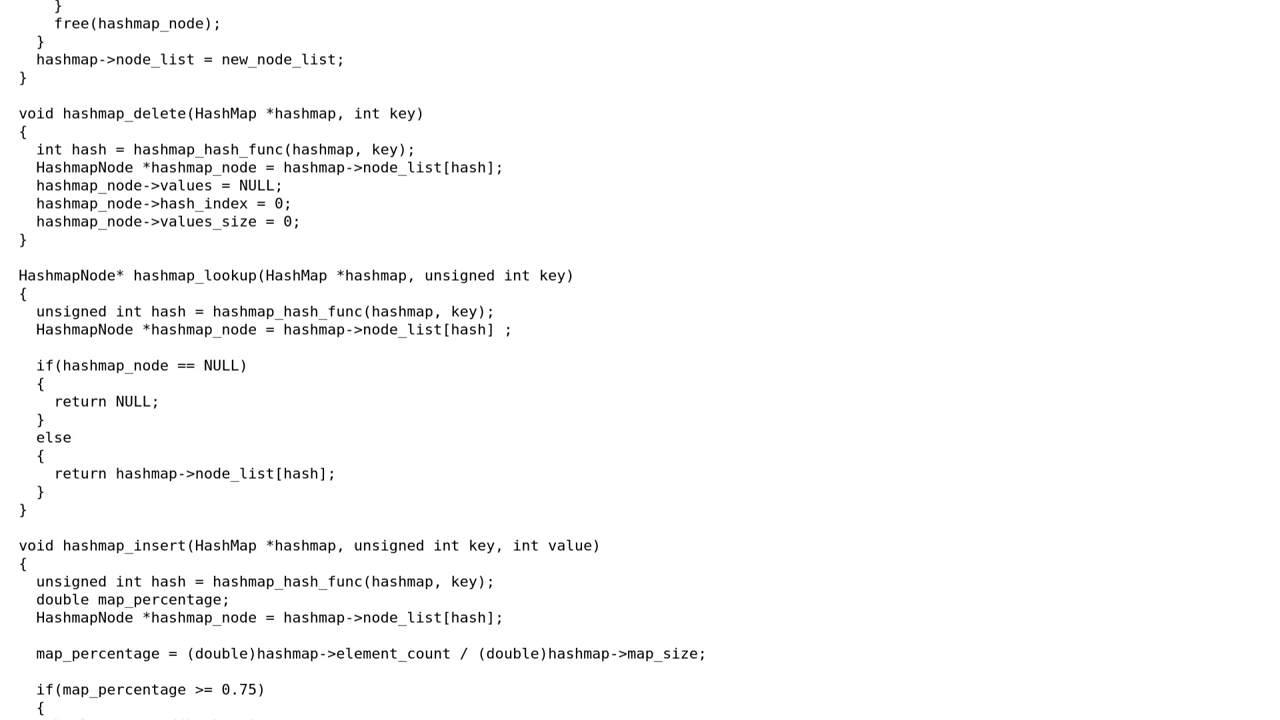 }
    free(hashmap_node);
  }
  hashmap->node_list = new_node_list;
}

void hashmap_delete(HashMap *hashmap, int key)
{
  int hash = hashmap_hash_func(hashmap, key);
  HashmapNode *hashmap_node = hashmap->node_list[hash];
  hashmap_node->values = NULL;
  hashmap_node->hash_index = 0;
  hashmap_node->values_size = 0;
}

HashmapNode* hashmap_lookup(HashMap *hashmap, unsigned int key)
{
  unsigned int hash = hashmap_hash_func(hashmap, key);
  HashmapNode *hashmap_node = hashmap->node_list[hash] ;

  if(hashmap_node == NULL)
  {
    return NULL;
  }
  else
  {
    return hashmap->node_list[hash];
  }
}

void hashmap_insert(HashMap *hashmap, unsigned int key, int value)
{
  unsigned int hash = hashmap_hash_func(hashmap, key);
  double map_percentage;
  HashmapNode *hashmap_node = hashmap->node_list[hash];

  map_percentage = (double)hashmap->element_count / (double)hashmap->map_size;

  if(map_percentage >= 0.75)
  {